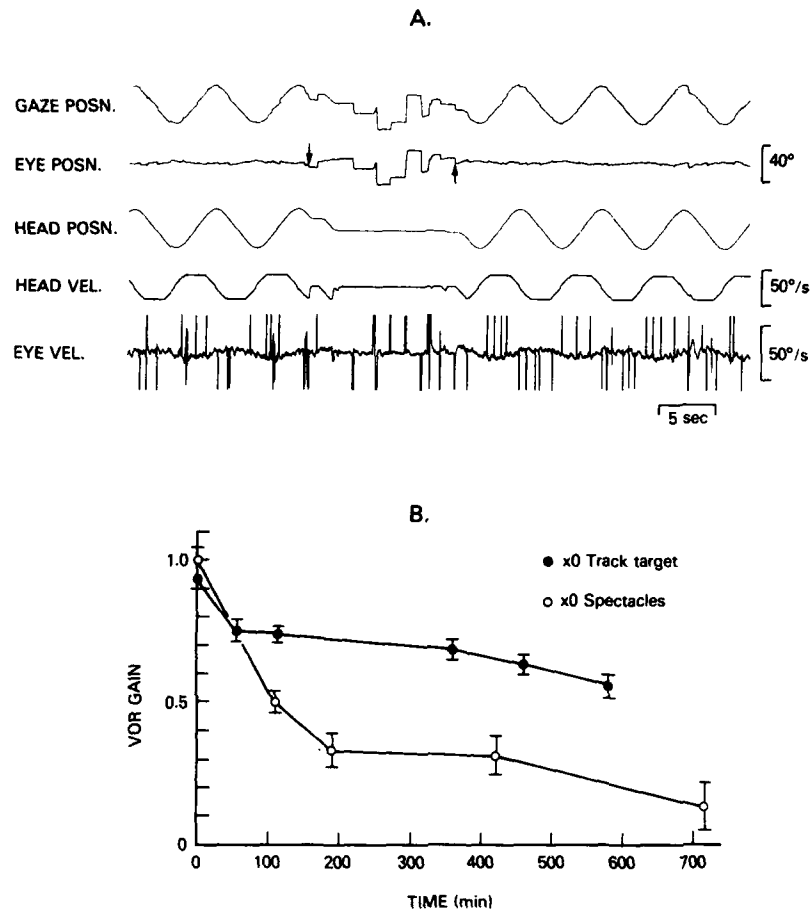 A.
GAZE POSN.
EYE POSN.
40°
HEAD POSN.
HEAD VEL.
50°/s
EYE VEL.
50°/s
5 sec
B.
1.0
● x0 Track target
○ x0 Spectacles
VOR GAIN
0.5
0
0 100 200 300 400 500 600 700
TIME (min)